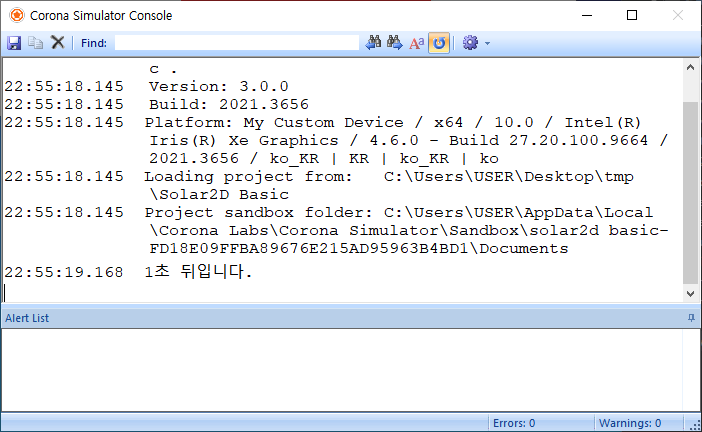 Corona Simulator Console
Find:
c .
22:55:18.145 Version: 3.0.0
22:55:18.145 Build: 2021.3656
22:55:18.145 Platform: My Custom Device / x64 / 10.0 / Intel(R)
Iris(R) Xe Graphics / 4.6.0 - Build 27.20.100.9664 /
2021.3656 / ko_KR | KR | ko_KR | ko
22:55:18.145 Loading project from: C:\Users\USER\Desktop\tmp
\Solar2D Basic
22:55:18.145 Project sandbox folder: C:\Users\USER\AppData\Local
\Corona Labs\Corona Simulator\Sandbox\solar2d basic-
FD18E09FFBA89676E215AD95963B4BD1\Documents
22:55:19.168 1초 뒤입니다.
Alert List
Errors: 0 Warnings: 0